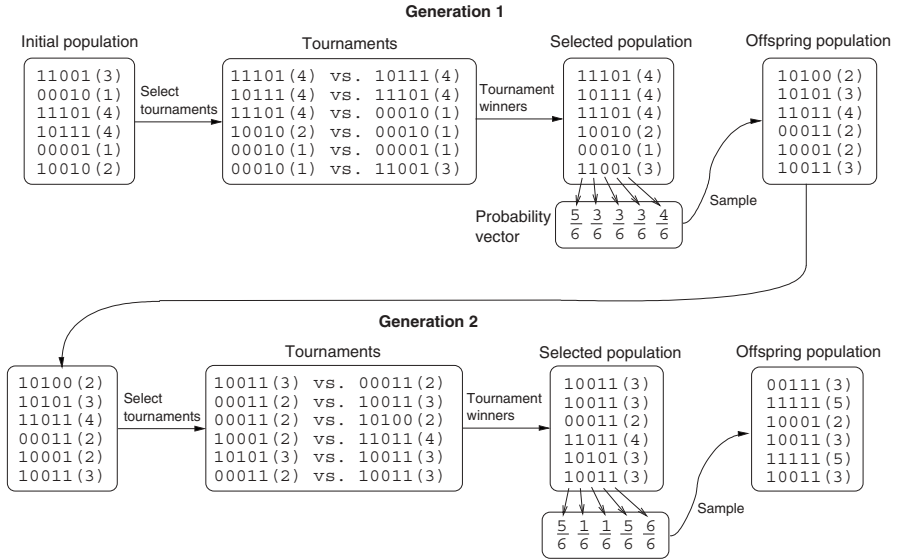 Generation 1
Initial population
11001(3)
00010(1)
11101(4)
10111(4)
00001(1)
10010(2)
Select
tournaments
Tournaments
11101(4) vs. 10111(4)
10111(4) vs. 11101(4)
11101(4) vs. 00010(1)
10010(2) vs. 00010(1)
00010(1) vs. 00001(1)
00010(1) vs. 11001(3)
Tournament
winners
Selected population
11101(4)
10111(4)
11101(4)
10010(2)
00010(1)
11001(3)
Probability
vector
5 3 3 3 4
6 6 6 6 6
Sample
Offspring population
10100(2)
10101(3)
11011(4)
00011(2)
10001(2)
10011(3)
Generation 2
10100(2)
10101(3)
11011(4)
00011(2)
10001(2)
10011(3)
Select
tournaments
Tournaments
10011(3) vs. 00011(2)
00011(2) vs. 10011(3)
00011(2) vs. 10100(2)
10001(2) vs. 11011(4)
10101(3) vs. 10011(3)
00011(2) vs. 10011(3)
Tournament
winners
Selected population
10011(3)
10011(3)
00011(2)
11011(4)
10101(3)
10011(3)
5 1 1 5 6
6 6 6 6 6
Sample
Offspring population
00111(3)
11111(5)
10001(2)
10011(3)
11111(5)
10011(3)